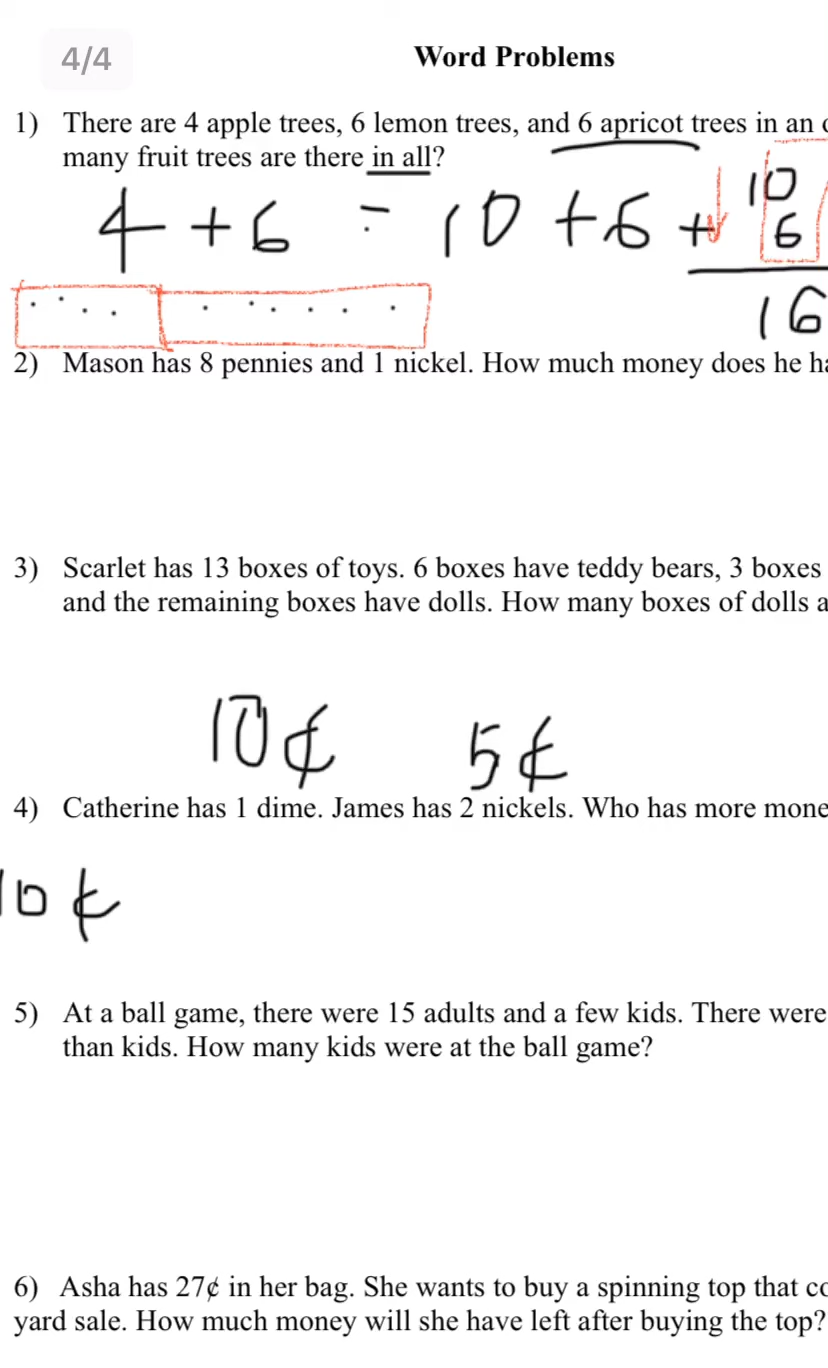 4/4
Word Problems
1) There are 4 apple trees, 6 lemon trees, and 6 apricot trees in an
many fruit trees are there in all?
4 + 6 = 10 + 6 + 10
6
16
2) Mason has 8 pennies and 1 nickel. How much money does he
3) Scarlet has 13 boxes of toys. 6 boxes have teddy bears, 3 boxes
and the remaining boxes have dolls. How many boxes of dolls
10¢ 5¢
4) Catherine has 1 dime. James has 2 nickels. Who has more mone
10¢
5) At a ball game, there were 15 adults and a few kids. There were
than kids. How many kids were at the ball game?
6) Asha has 27¢ in her bag. She wants to buy a spinning top that
yard sale. How much money will she have left after buying the top?